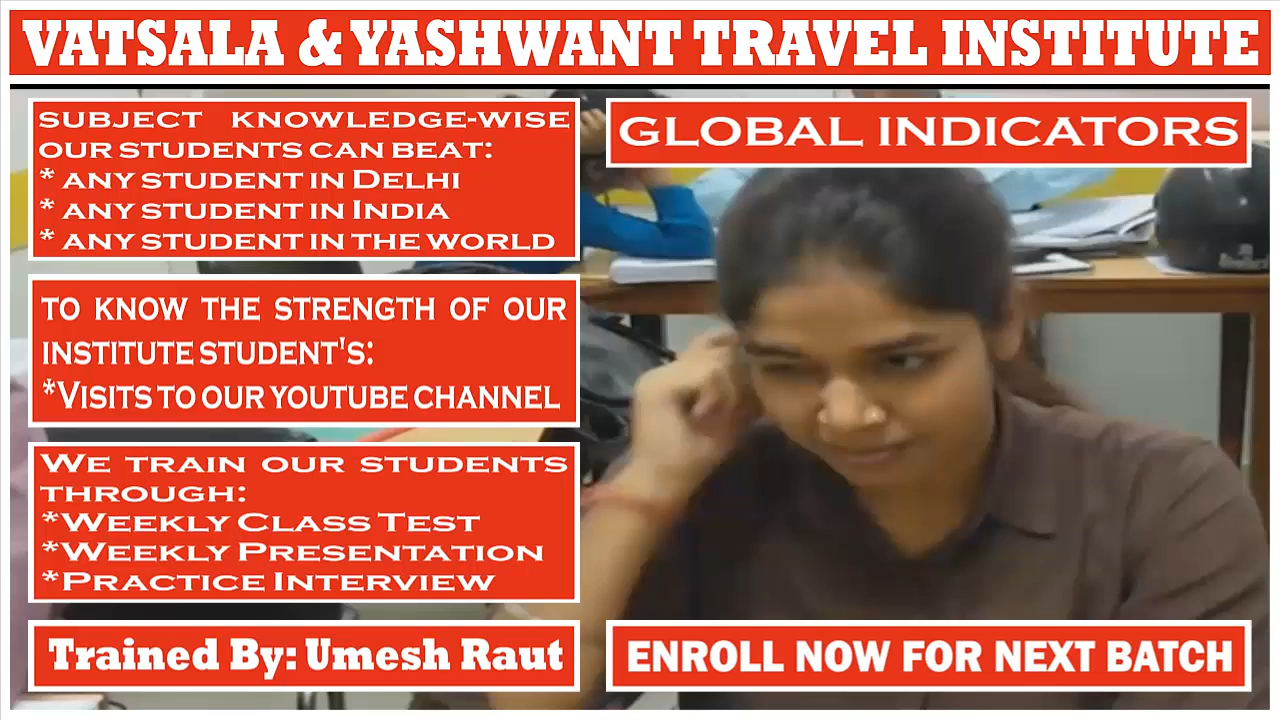 VATSALA & YASHWANT TRAVEL INSTITUTE
SUBJECT KNOWLEDGE-WISE
OUR STUDENTS CAN BEAT:
* ANY STUDENT IN DELHI
* ANY STUDENT IN INDIA
* ANY STUDENT IN THE WORLD
GLOBAL INDICATORS
TO KNOW THE STRENGTH OF OUR
INSTITUTE STUDENT'S:
*VISITS TO OUR YOUTUBE CHANNEL
WE TRAIN OUR STUDENTS
THROUGH:
*WEEKLY CLASS TEST
*WEEKLY PRESENTATION
*PRACTICE INTERVIEW
Trained By: Umesh Raut
ENROLL NOW FOR NEXT BATCH